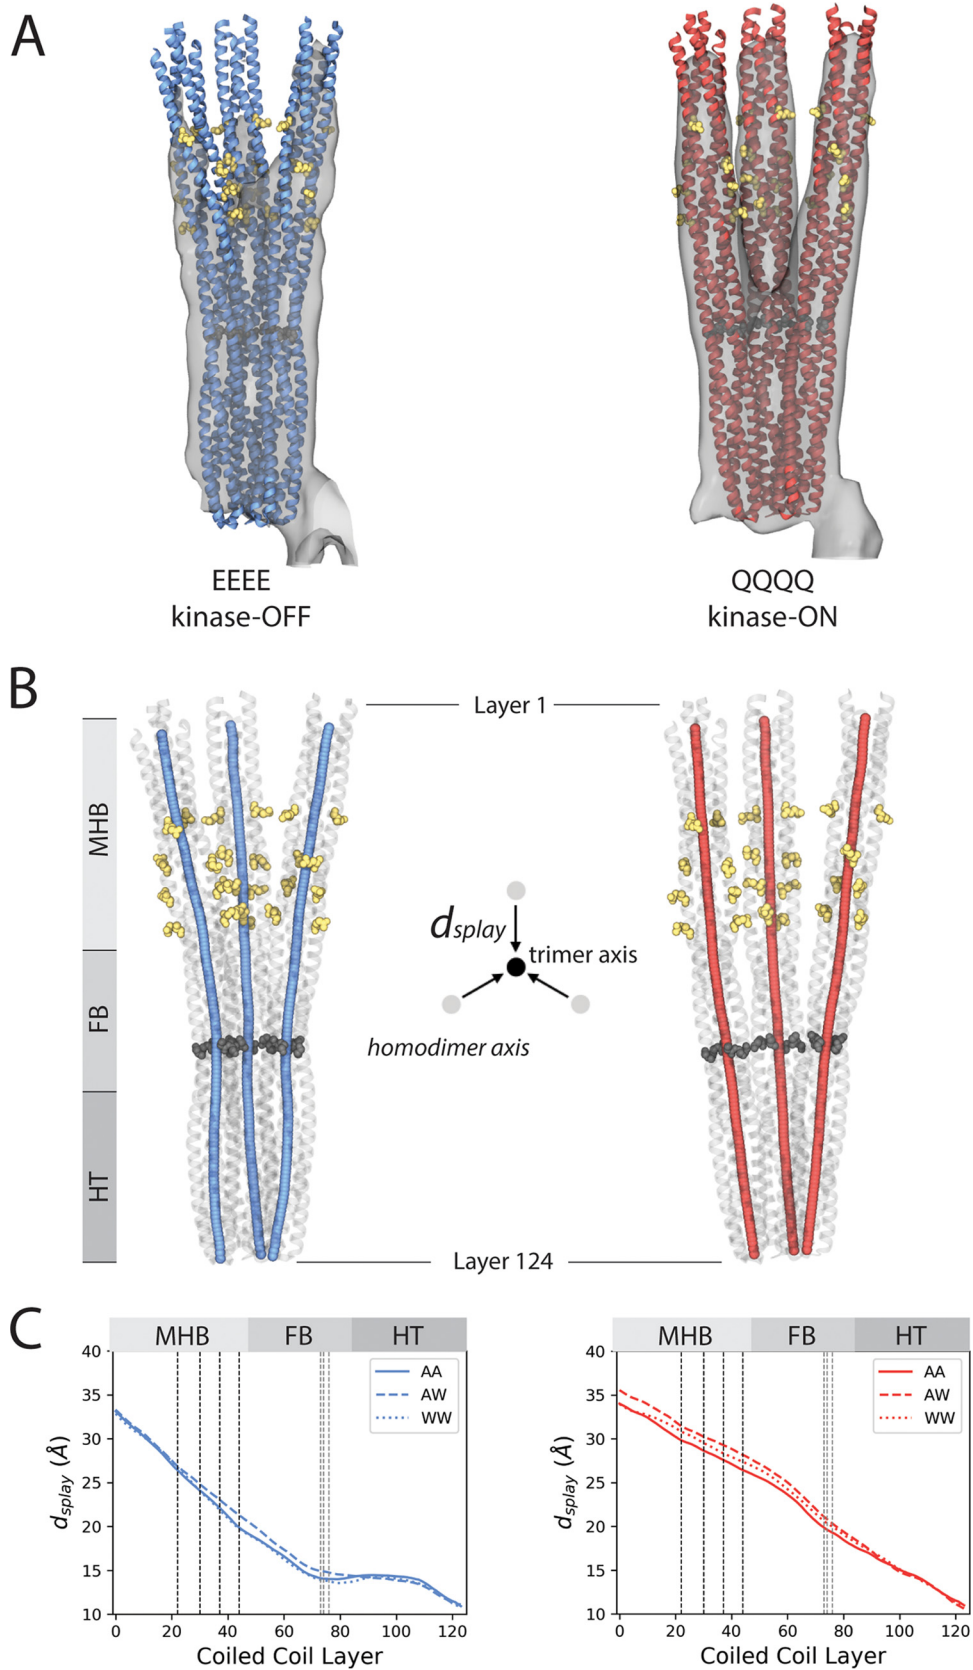 A
EEEE
kinase-OFF
QQQQ
kinase-ON
B
Layer 1
MHB
FB
HT
dsplay
trimer axis
homodimer axis
Layer 124
C
MHB FB HT
40
35
30
25
20
15
10
dsplay (Å)
AA
AW
WW
0 20 40 60 80 100 120
Coiled Coil Layer
MHB FB HT
40
35
30
25
20
15
10
dsplay (Å)
AA
AW
WW
0 20 40 60 80 100 120
Coiled Coil Layer